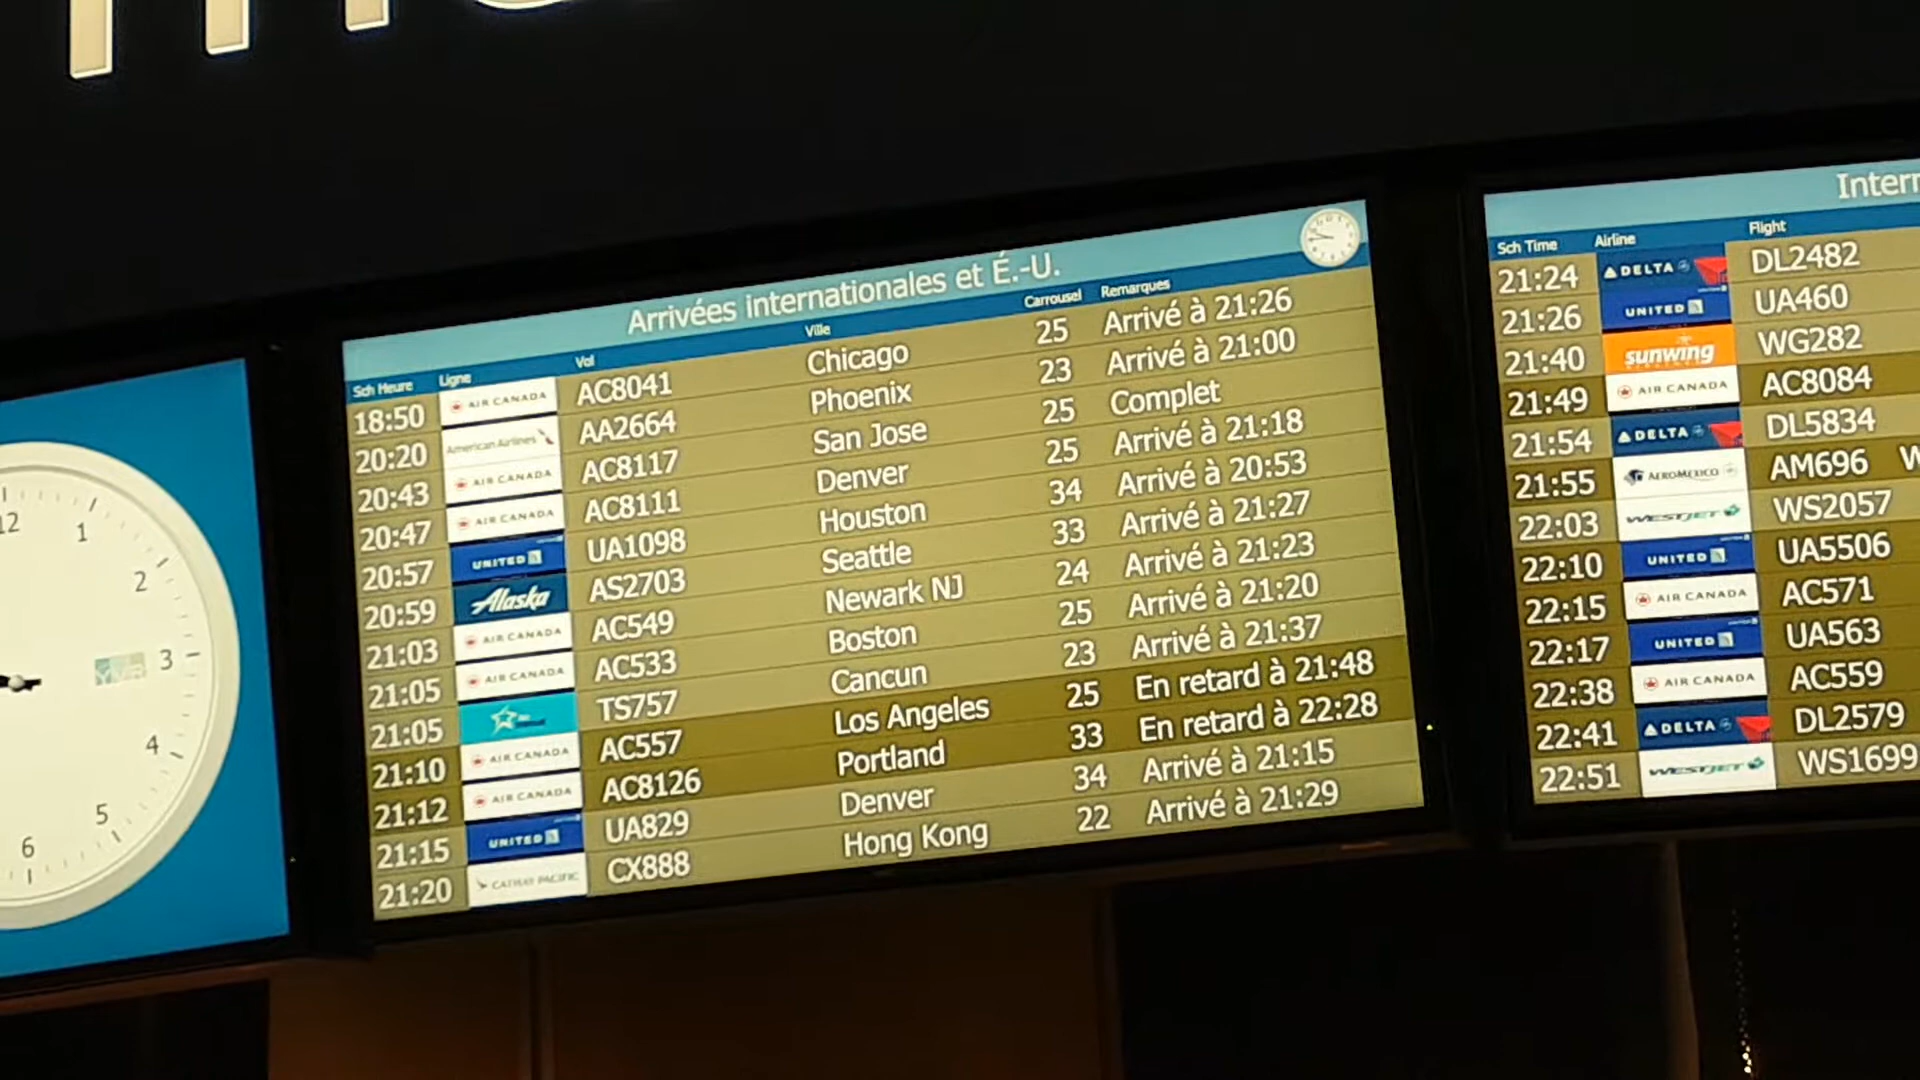 Arrivées internationales et É.-U.
Sch Heure Ligne Vol Ville Carrousel Remarques
18:50 AIR CANADA AC8041 Chicago 25 Arrivé à 21:26
20:20 American Airlines AA2664 Phoenix 23 Arrivé à 21:00
20:43 AIR CANADA AC8117 San Jose 25 Complet
20:47 AIR CANADA AC8111 Denver 25 Arrivé à 21:18
20:57 UNITED UA1098 Houston 34 Arrivé à 20:53
20:59 Alaska AS2703 Seattle 33 Arrivé à 21:27
21:03 AIR CANADA AC549 Newark NJ 24 Arrivé à 21:23
21:05 AIR CANADA AC533 Boston 25 Arrivé à 21:20
21:05 TS757 Cancun 23 Arrivé à 21:37
21:10 AIR CANADA AC557 Los Angeles 25 En retard à 21:48
21:12 AIR CANADA AC8126 Portland 33 En retard à 22:28
21:15 UNITED UA829 Denver 34 Arrivé à 21:15
21:20 CATHAY PACIFIC CX888 Hong Kong 22 Arrivé à 21:29
Sch Time Airline Flight
21:24 DELTA DL2482
21:26 UNITED UA460
21:40 sunwing WG282
21:49 AIR CANADA AC8084
21:54 DELTA DL5834
21:55 AEROMEXICO AM696
22:03 WESTJET WS2057
22:10 UNITED UA5506
22:15 AIR CANADA AC571
22:17 UNITED UA563
22:38 AIR CANADA AC559
22:41 DELTA DL2579
22:51 WESTJET WS1699
12
1
2
3
4
5
6
YVR